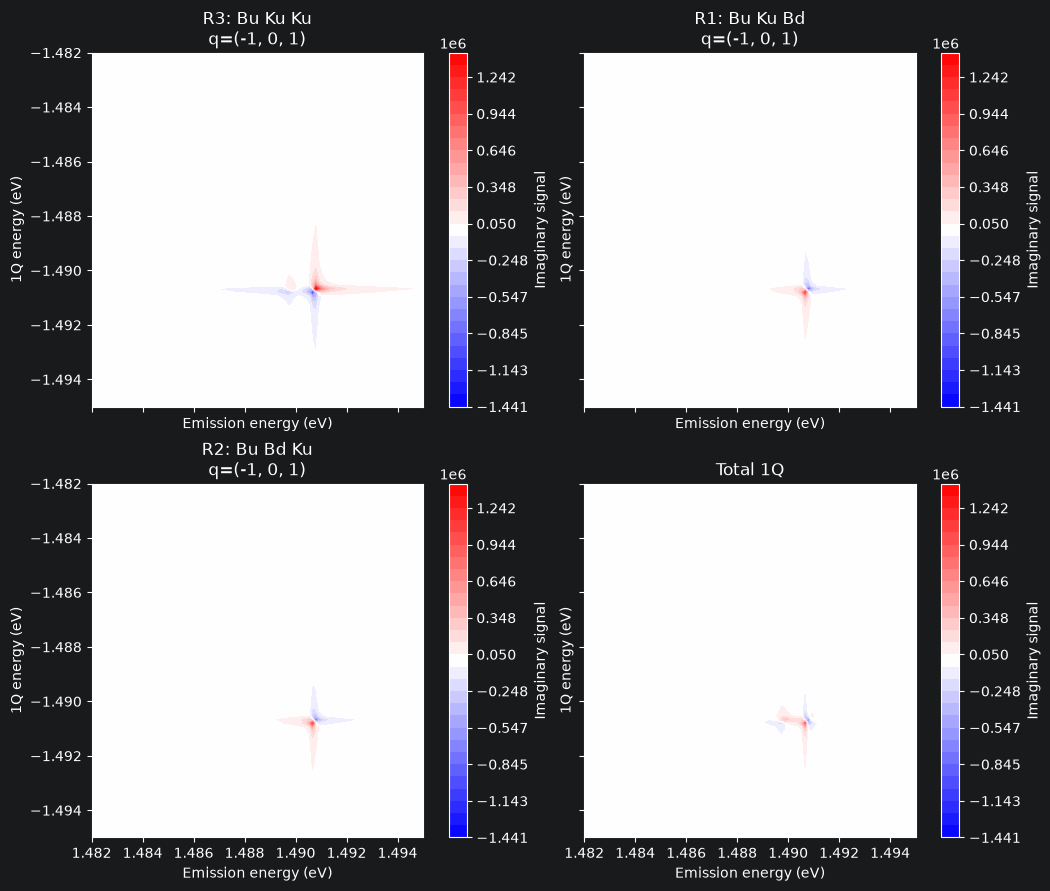 R3: Bu Ku Ku
q=(-1, 0, 1)
1e6
−1.482
−1.484
−1.486
−1.488
−1.490
−1.492
−1.494
1Q energy (eV)
Emission energy (eV)
1.242
0.944
0.646
0.348
0.050
−0.248
−0.547
−0.845
−1.143
−1.441
Imaginary signal
R1: Bu Ku Bd
q=(-1, 0, 1)
1e6
1Q energy (eV)
Emission energy (eV)
1.242
0.944
0.646
0.348
0.050
−0.248
−0.547
−0.845
−1.143
−1.441
Imaginary signal
R2: Bu Bd Ku
q=(-1, 0, 1)
1e6
−1.482
−1.484
−1.486
−1.488
−1.490
−1.492
−1.494
1Q energy (eV)
1.482 1.484 1.486 1.488 1.490 1.492 1.494
Emission energy (eV)
1.242
0.944
0.646
0.348
0.050
−0.248
−0.547
−0.845
−1.143
−1.441
Imaginary signal
Total 1Q
1e6
1Q energy (eV)
1.482 1.484 1.486 1.488 1.490 1.492 1.494
Emission energy (eV)
1.242
0.944
0.646
0.348
0.050
−0.248
−0.547
−0.845
−1.143
−1.441
Imaginary signal